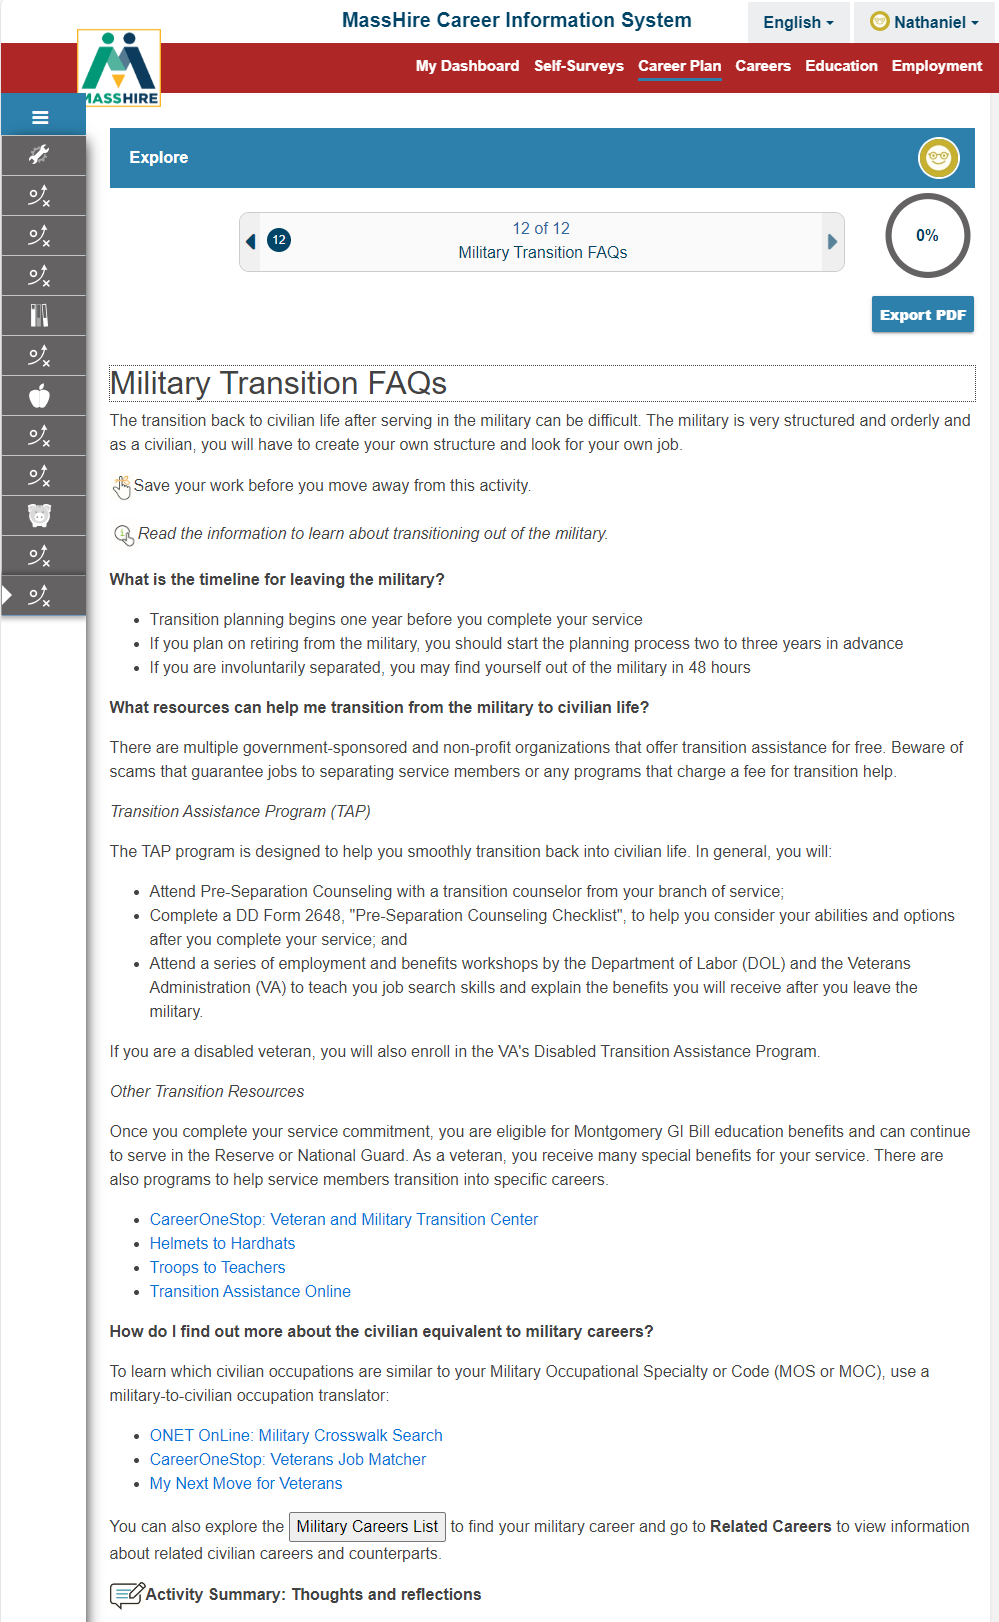 MassHire Career Information System
English
Nathaniel
MASSHIRE
My Dashboard
Self-Surveys
Career Plan
Careers
Education
Employment
Explore
12
12 of 12
Military Transition FAQs
0%
Export PDF
Military Transition FAQs
The transition back to civilian life after serving in the military can be difficult. The military is very structured and orderly and
as a civilian, you will have to create your own structure and look for your own job.
Save your work before you move away from this activity.
Read the information to learn about transitioning out of the military.
What is the timeline for leaving the military?
• Transition planning begins one year before you complete your service
• If you plan on retiring from the military, you should start the planning process two to three years in advance
• If you are involuntarily separated, you may find yourself out of the military in 48 hours
What resources can help me transition from the military to civilian life?
There are multiple government-sponsored and non-profit organizations that offer transition assistance for free. Beware of
scams that guarantee jobs to separating service members or any programs that charge a fee for transition help.
Transition Assistance Program (TAP)
The TAP program is designed to help you smoothly transition back into civilian life. In general, you will:
• Attend Pre-Separation Counseling with a transition counselor from your branch of service;
• Complete a DD Form 2648, "Pre-Separation Counseling Checklist", to help you consider your abilities and options
after you complete your service; and
• Attend a series of employment and benefits workshops by the Department of Labor (DOL) and the Veterans
Administration (VA) to teach you job search skills and explain the benefits you will receive after you leave the
military.
If you are a disabled veteran, you will also enroll in the VA's Disabled Transition Assistance Program.
Other Transition Resources
Once you complete your service commitment, you are eligible for Montgomery GI Bill education benefits and can continue
to serve in the Reserve or National Guard. As a veteran, you receive many special benefits for your service. There are
also programs to help service members transition into specific careers.
• CareerOneStop: Veteran and Military Transition Center
• Helmets to Hardhats
• Troops to Teachers
• Transition Assistance Online
How do I find out more about the civilian equivalent to military careers?
To learn which civilian occupations are similar to your Military Occupational Specialty or Code (MOS or MOC), use a
military-to-civilian occupation translator:
• ONET OnLine: Military Crosswalk Search
• CareerOneStop: Veterans Job Matcher
• My Next Move for Veterans
You can also explore the Military Careers List to find your military career and go to Related Careers to view information
about related civilian careers and counterparts.
Activity Summary: Thoughts and reflections